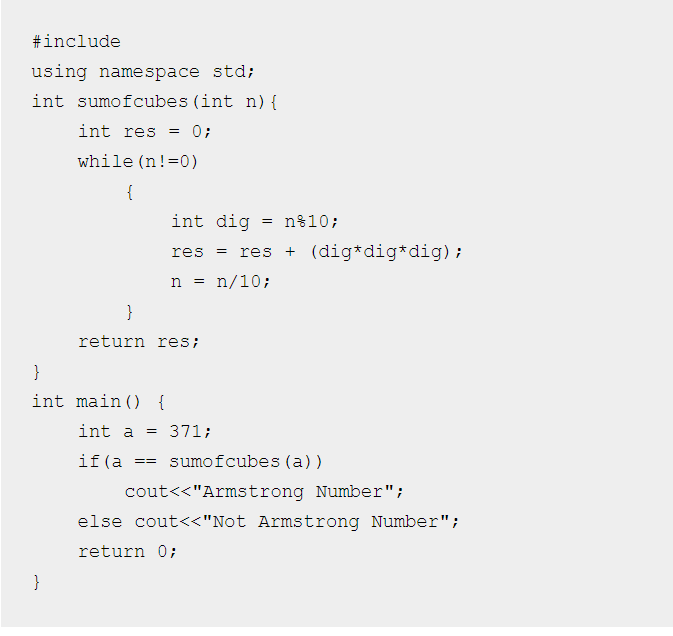 #include
using namespace std;
int sumofcubes(int n){
    int res = 0;
    while(n!=0)
        {
            int dig = n%10;
            res = res + (dig*dig*dig);
            n = n/10;
        }
    return res;
}
int main() {
    int a = 371;
    if(a == sumofcubes(a))
        cout<<"Armstrong Number";
    else cout<<"Not Armstrong Number";
    return 0;
}